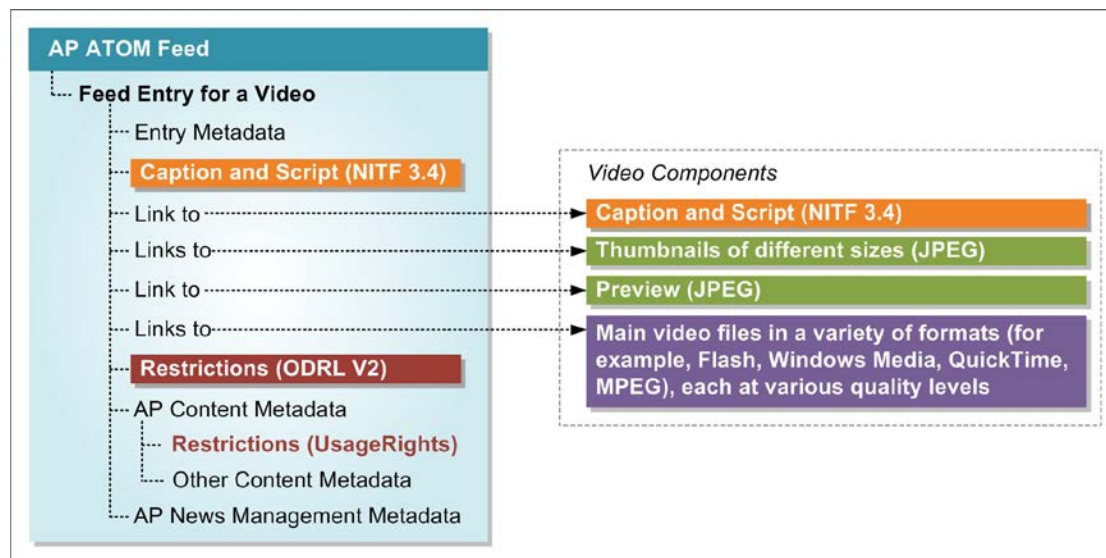 AP ATOM Feed
Feed Entry for a Video
Entry Metadata
Caption and Script (NITF 3.4)
Link to
Links to
Link to
Links to
Restrictions (ODRL V2)
AP Content Metadata
Restrictions (UsageRights)
Other Content Metadata
AP News Management Metadata
Video Components
Caption and Script (NITF 3.4)
Thumbnails of different sizes (JPEG)
Preview (JPEG)
Main video files in a variety of formats (for
example, Flash, Windows Media, QuickTime,
MPEG), each at various quality levels